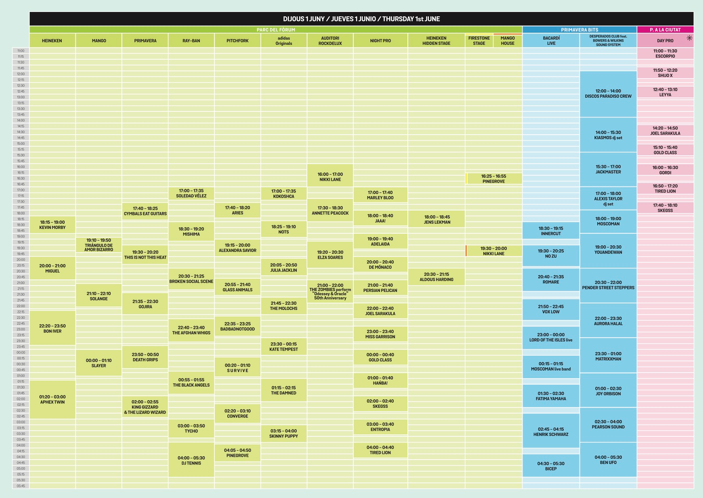 DIJOUS 1 JUNY / JUEVES 1 JUNIO / THURSDAY 1st JUNE
PARC DEL FÒRUM
PRIMAVERA BITS
P. A LA CIUTAT
HEINEKEN
MANGO
PRIMAVERA
RAY-BAN
PITCHFORK
adidas
Originals
AUDITORI
ROCKDELUX
NIGHT PRO
HEINEKEN
HIDDEN STAGE
FIRESTONE
STAGE
MANGO
HOUSE
BACARDÍ
LIVE
DESPERADOS CLUB feat.
BOWERS & WILKINS
SOUND SYSTEM
DAY PRO
18:15 - 19:00
KEVIN MORBY
20:00 - 21:00
MIGUEL
22:20 - 23:50
BON IVER
01:20 - 03:00
APHEX TWIN
19:10 - 19:50
TRIÁNGULO DE
AMOR BIZARRO
21:10 - 22:10
SOLANGE
00:00 - 01:10
SLAYER
17:40 - 18:25
CYMBALS EAT GUITARS
19:30 - 20:20
THIS IS NOT THIS HEAT
21:35 - 22:30
GOJIRA
23:50 - 00:50
DEATH GRIPS
02:00 - 02:55
KING GIZZARD
& THE LIZARD WIZARD
17:00 - 17:35
SOLEDAD VÉLEZ
18:30 - 19:20
MISHIMA
20:30 - 21:25
BROKEN SOCIAL SCENE
22:40 - 23:40
THE AFGHAN WHIGS
00:55 - 01:55
THE BLACK ANGELS
03:00 - 03:50
TYCHO
04:00 - 05:30
DJ TENNIS
17:40 - 18:20
ARIES
19:15 - 20:00
ALEXANDRA SAVIOR
20:55 - 21:40
GLASS ANIMALS
22:35 - 23:25
BADBADNOTGOOD
00:20 - 01:10
S U R V I V E
02:20 - 03:10
CONVERGE
04:05 - 04:50
PINEGROVE
17:00 - 17:35
KOKOSHCA
18:25 - 19:10
NOTS
20:05 - 20:50
JULIA JACKLIN
21:45 - 22:30
THE MOLOCHS
23:30 - 00:15
KATE TEMPEST
01:15 - 02:15
THE DAMNED
03:15 - 04:00
SKINNY PUPPY
16:00 - 17:00
NIKKI LANE
17:30 - 18:30
ANNETTE PEACOCK
19:20 - 20:30
ELZA SOARES
21:00 - 22:00
THE ZOMBIES perform
"Odessey & Oracle"
50th Anniversary
17:00 - 17:40
MARLEY BLOO
18:00 - 18:40
JAAA!
19:00 - 19:40
ADELAIDA
20:00 - 20:40
DE MÓNACO
21:00 - 21:40
PERSIAN PELICAN
22:00 - 22:40
JOEL SARAKULA
23:00 - 23:40
MISS GARRISON
00:00 - 00:40
GOLD CLASS
01:00 - 01:40
HAÑBA!
02:00 - 02:40
SKEGSS
03:00 - 03:40
ENTROPIA
04:00 - 04:40
TIRED LION
18:00 - 18:45
JENS LEKMAN
20:30 - 21:15
ALDOUS HARDING
16:25 - 16:55
PINEGROVE
19:30 - 20:00
NIKKI LANE
18:30 - 19:15
INNERCUT
19:30 - 20:25
NO ZU
20:40 - 21:35
ROMARE
21:50 - 22:45
VOX LOW
23:00 - 00:00
LORD OF THE ISLES live
00:15 - 01:15
MOSCOMAN live band
01:30 - 02:30
FATIMA YAMAHA
02:45 - 04:15
HENRIK SCHWARZ
04:30 - 05:30
BICEP
12:00 - 14:00
DISCOS PARADISO CREW
14:00 - 15:30
KIASMOS dj set
15:30 - 17:00
JACKMASTER
17:00 - 18:00
ALEXIS TAYLOR
dj set
18:00 - 19:00
MOSCOMAN
19:00 - 20:30
YOUANDEWAN
20:30 - 22:00
PENDER STREET STEPPERS
22:00 - 23:30
AURORA HALAL
23:30 - 01:00
MATRIXXMAN
01:00 - 02:30
JOY ORBISON
02:30 - 04:00
PEARSON SOUND
04:00 - 05:30
BEN UFO
11:00 - 11:30
ESCORPIO
11:50 - 12:20
SHIJO X
12:40 - 13:10
LEYYA
14:20 - 14:50
JOEL SARAKULA
15:10 - 15:40
GOLD CLASS
16:00 - 16:30
GORDI
16:50 - 17:20
TIRED LION
17:40 - 18:10
SKEGSS